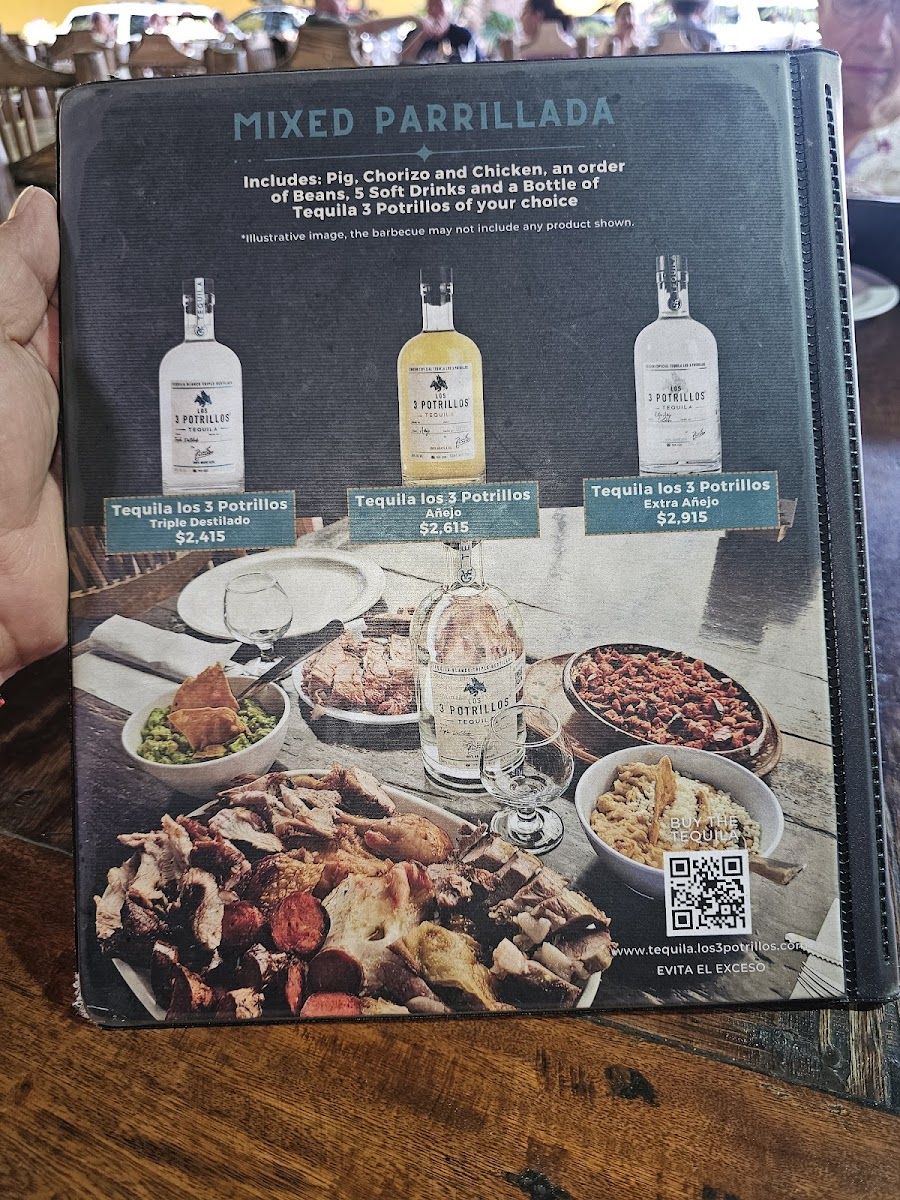 MIXED PARRILLADA
Includes: Pig, Chorizo and Chicken, an order
of Beans, 5 Soft Drinks and a Bottle of
Tequila 3 Potrillos of your choice
*Illustrative image, the barbecue may not include any product shown.
TEQUILA
LOS
3 POTRILLOS
TEQUILA
LOS
3 POTRILLOS
TEQUILA
TEQUILA
LOS
3 POTRILLOS
TEQUILA
Tequila los 3 Potrillos
Triple Destilado
$2,415
Tequila los 3 Potrillos
Añejo
$2,615
Tequila los 3 Potrillos
Extra Añejo
$2,915
LOS
3 POTRILLOS
TEQUILA
BUY THE
TEQUILA
www.tequila.los3potrillos.com
EVITA EL EXCESO